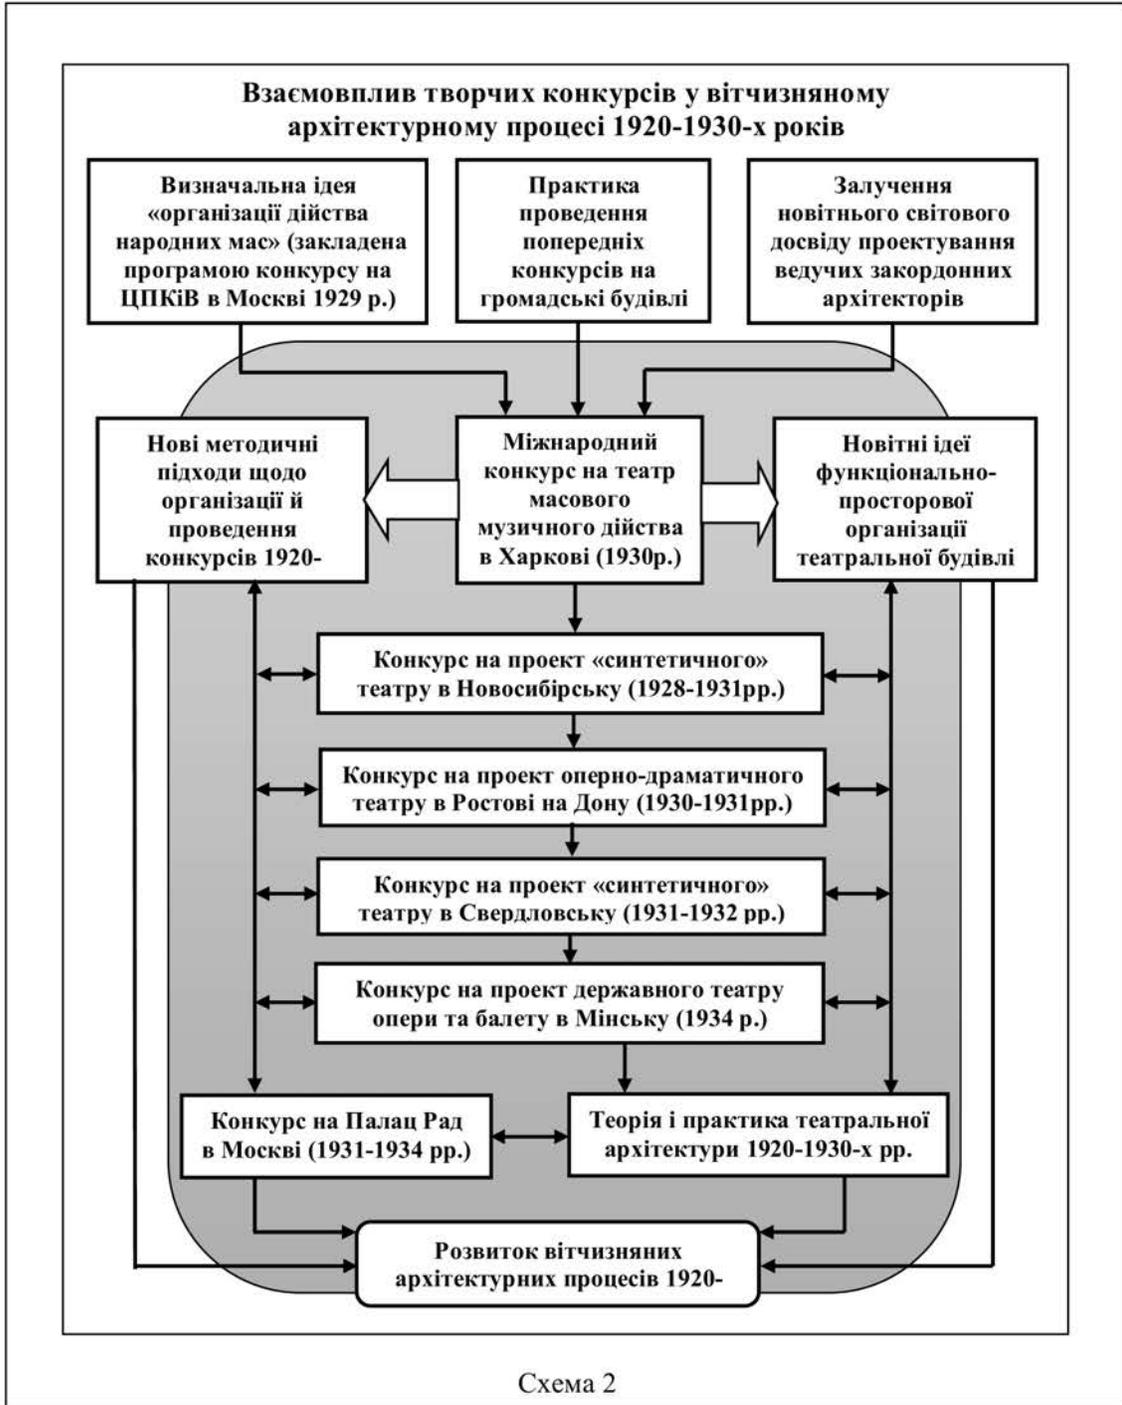 Взаємовплив творчих конкурсів у вітчизняному
архітектурному процесі 1920-1930-х років
Визначальна ідея
«організації дійства
народних мас» (закладена
програмою конкурсу на
ЦПКіВ в Москві 1929 р.)
Практика
проведення
попередніх
конкурсів на
громадські будівлі
Залучення
новітнього світового
досвіду проектування
ведучих закордонних
архітекторів
Нові методичні
підходи щодо
організації й
проведення
конкурсів 1920-
Міжнародний
конкурс на театр
масового
музичного дійства
в Харкові (1930р.)
Новітні ідеї
функціонально-
просторової
організації
театральної будівлі
Конкурс на проект «синтетичного»
театру в Новосибірську (1928-1931рр.)
Конкурс на проект оперно-драматичного
театру в Ростові на Дону (1930-1931рр.)
Конкурс на проект «синтетичного»
театру в Свердловську (1931-1932 рр.)
Конкурс на проект державного театру
опери та балету в Мінську (1934 р.)
Конкурс на Палац Рад
в Москві (1931-1934 рр.)
Теорія і практика театральної
архітектури 1920-1930-х рр.
Розвиток вітчизняних
архітектурних процесів 1920-
Схема 2